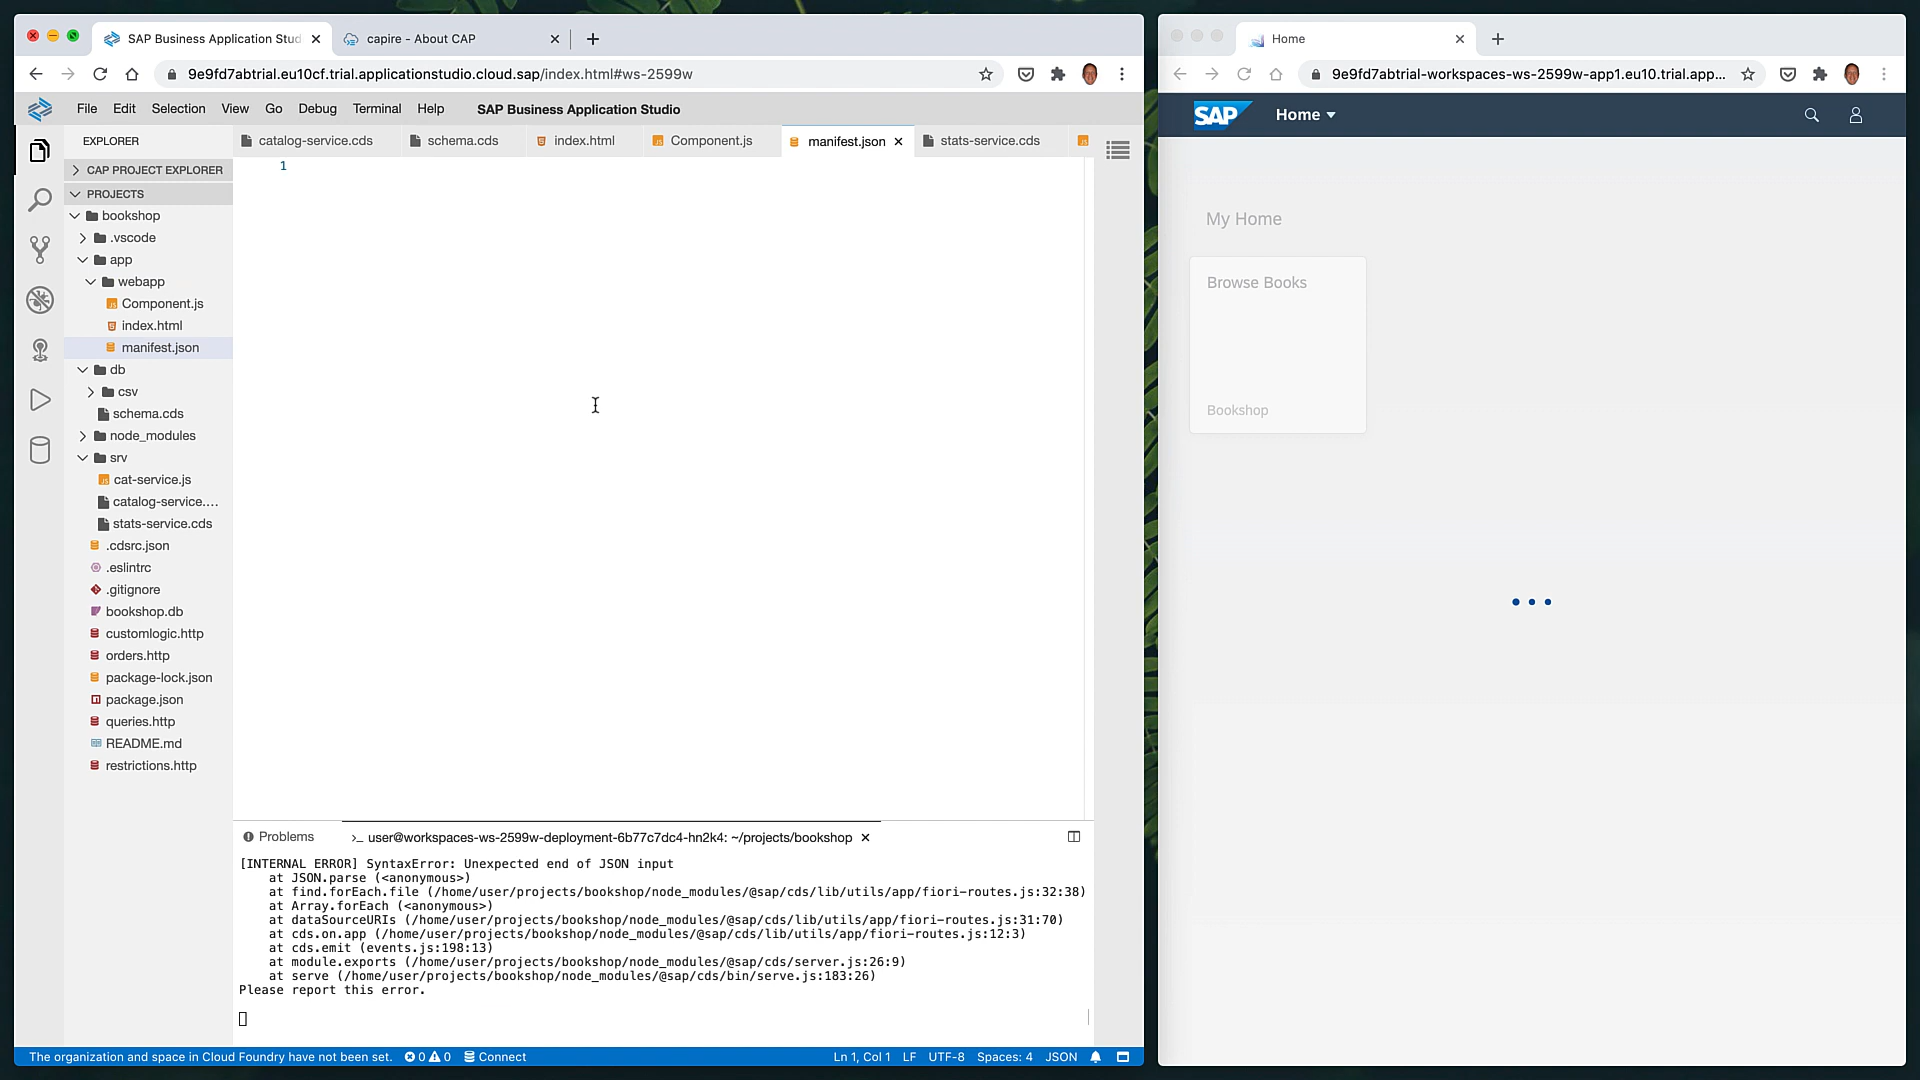 SAP Business Application Stud
capire - About CAP
9e9fd7abtrial.eu10cf.trial.applicationstudio.cloud.sap/index.html#ws-2599w
File Edit Selection View Go Debug Terminal Help SAP Business Application Studio
EXPLORER
CAP PROJECT EXPLORER
PROJECTS
bookshop
.vscode
app
webapp
Component.js
index.html
manifest.json
db
csv
schema.cds
node_modules
srv
cat-service.js
catalog-service....
stats-service.cds
.cdsrc.json
.eslintrc
.gitignore
bookshop.db
customlogic.http
orders.http
package-lock.json
package.json
queries.http
README.md
restrictions.http
catalog-service.cds schema.cds index.html Component.js manifest.json stats-service.cds
1
Problems
>_ user@workspaces-ws-2599w-deployment-6b77c7dc4-hn2k4: ~/projects/bookshop
[INTERNAL ERROR] SyntaxError: Unexpected end of JSON input
at JSON.parse (<anonymous>)
at find.forEach.file (/home/user/projects/bookshop/node_modules/@sap/cds/lib/utils/app/fiori-routes.js:32:38)
at Array.forEach (<anonymous>)
at dataSourceURIs (/home/user/projects/bookshop/node_modules/@sap/cds/lib/utils/app/fiori-routes.js:31:70)
at cds.on.app (/home/user/projects/bookshop/node_modules/@sap/cds/lib/utils/app/fiori-routes.js:12:3)
at cds.emit (events.js:198:13)
at module.exports (/home/user/projects/bookshop/node_modules/@sap/cds/server.js:26:9)
at serve (/home/user/projects/bookshop/node_modules/@sap/cds/bin/serve.js:183:26)
Please report this error.
The organization and space in Cloud Foundry have not been set. 0 0 Connect Ln 1, Col 1 LF UTF-8 Spaces: 4 JSON
Home
9e9fd7abtrial-workspaces-ws-2599w-app1.eu10.trial.app...
SAP Home
My Home
Browse Books
Bookshop